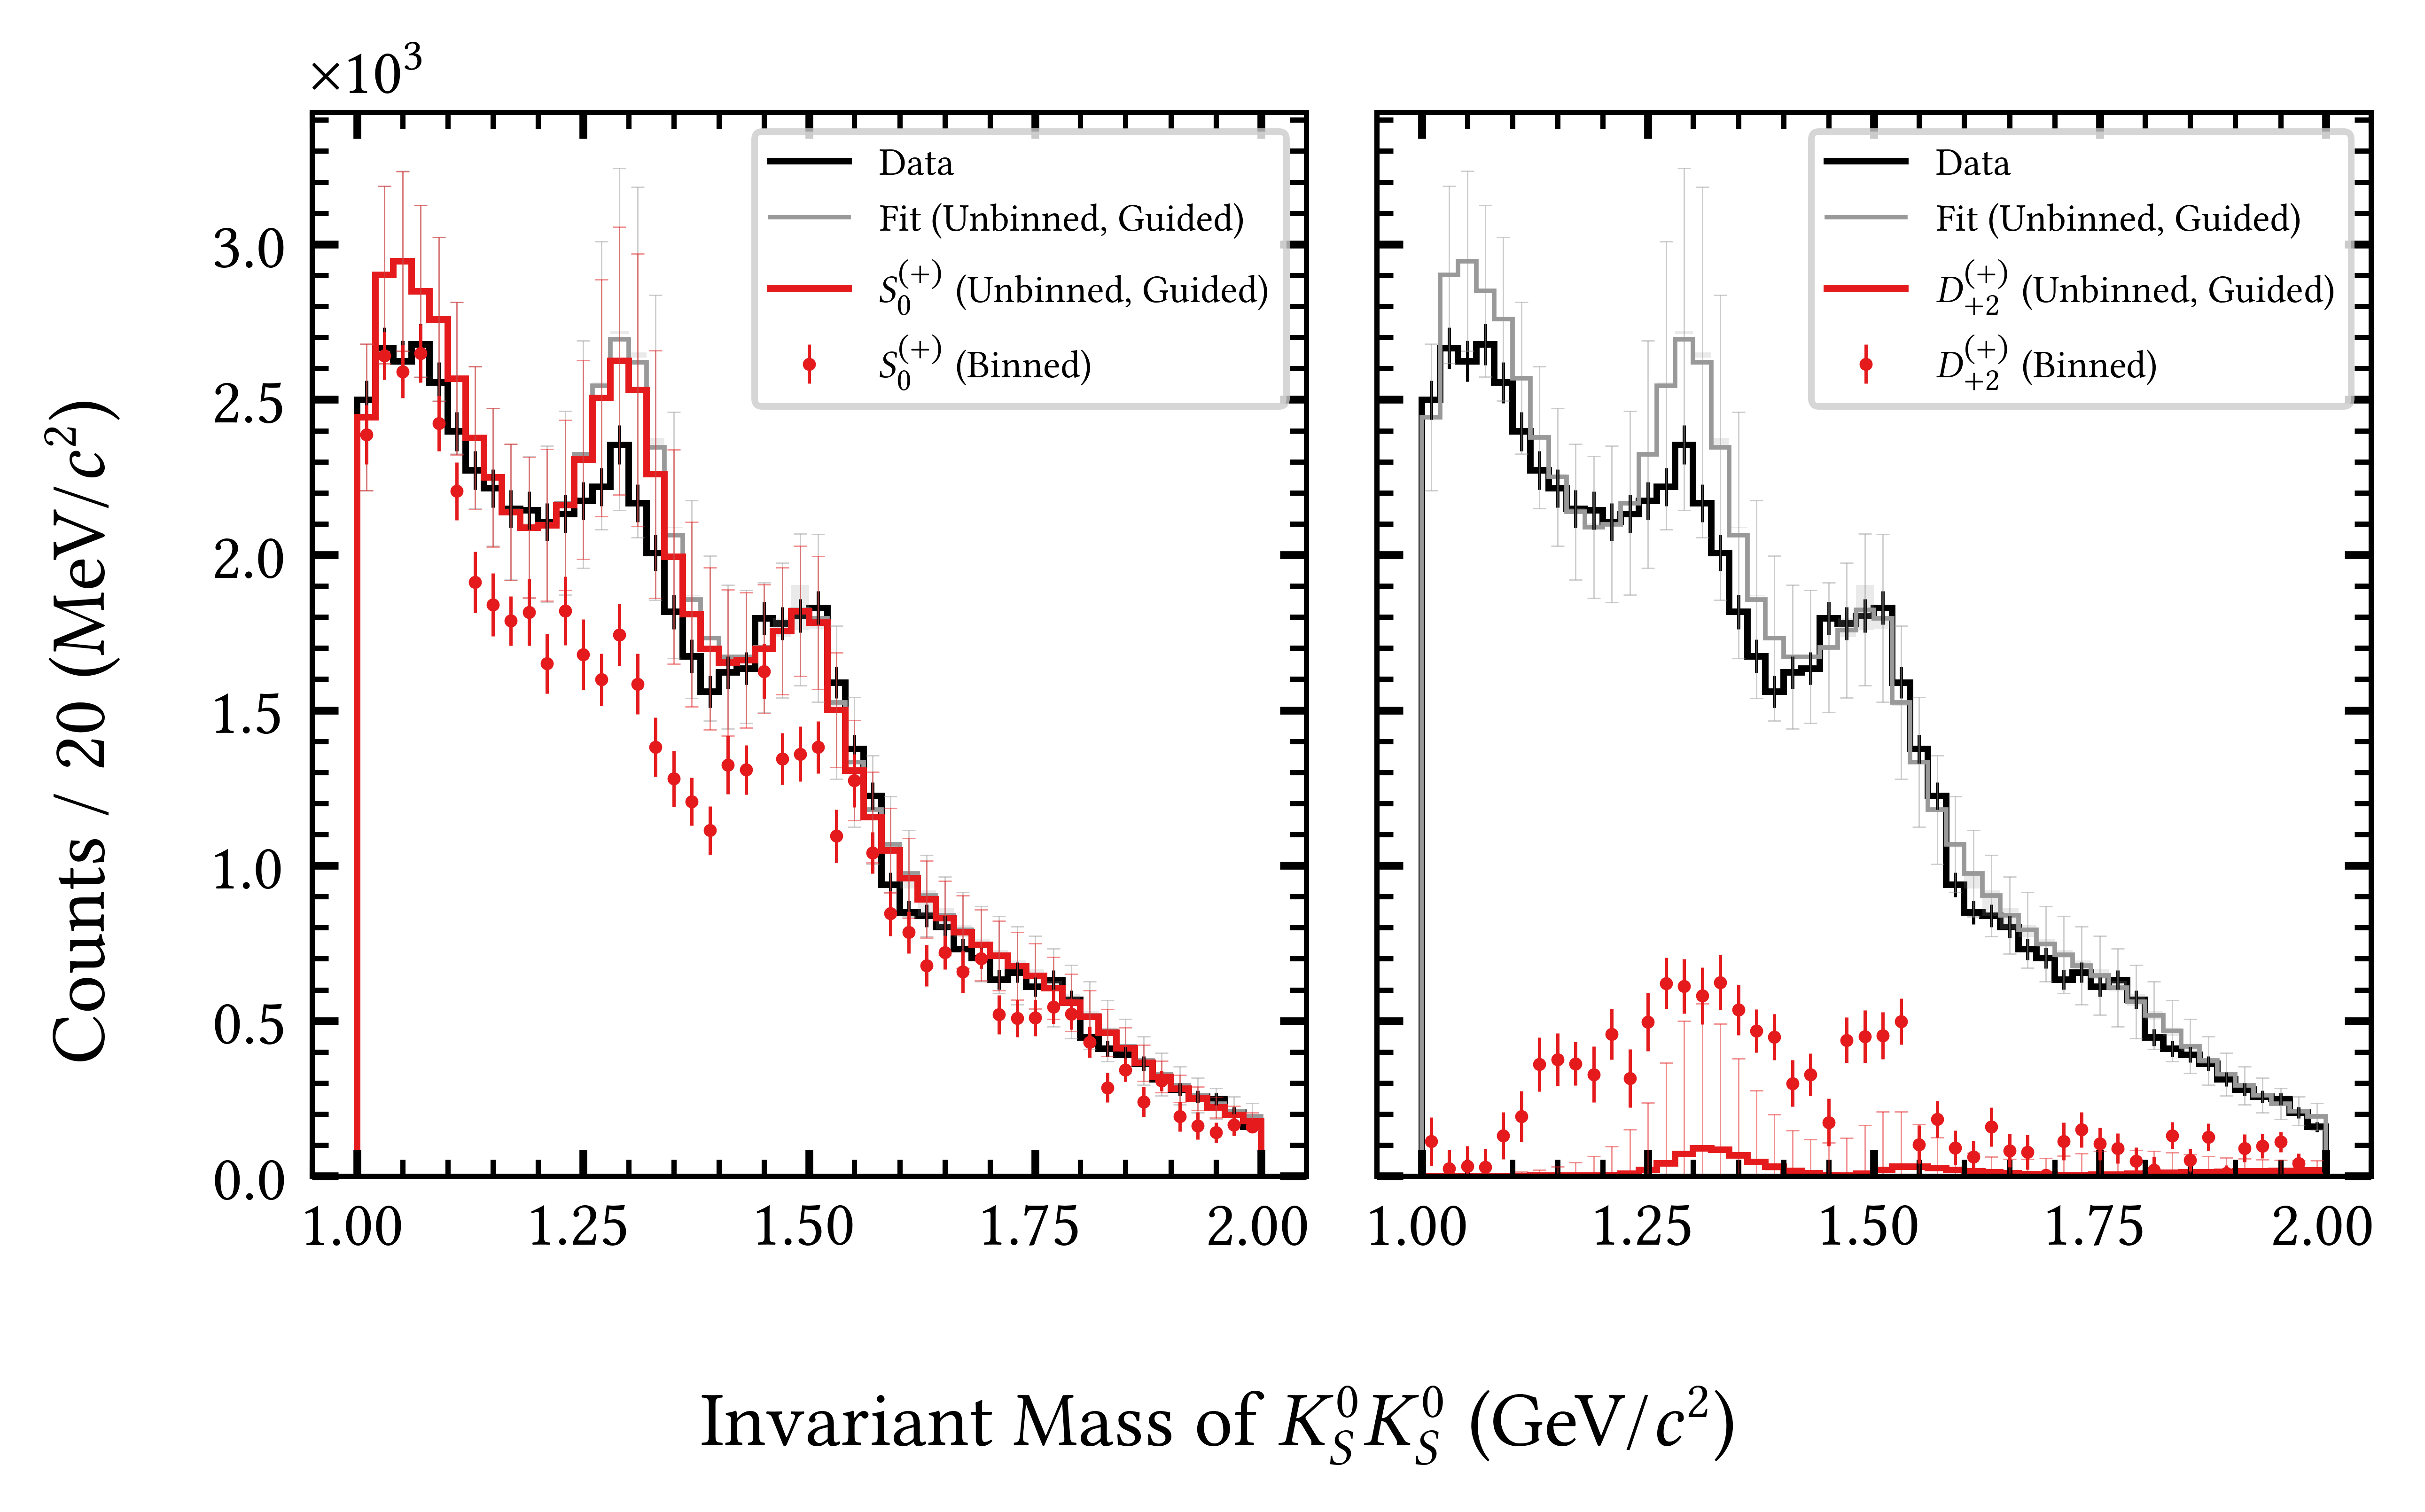 ×10³
Counts / 20 (MeV/c²)
3.0
2.5
2.0
1.5
1.0
0.5
0.0
Data
Fit (Unbinned, Guided)
S₀⁽⁺⁾ (Unbinned, Guided)
S₀⁽⁺⁾ (Binned)
1.00 1.25 1.50 1.75 2.00
Data
Fit (Unbinned, Guided)
D₊₂⁽⁺⁾ (Unbinned, Guided)
D₊₂⁽⁺⁾ (Binned)
1.00 1.25 1.50 1.75 2.00
Invariant Mass of K_S⁰K_S⁰ (GeV/c²)